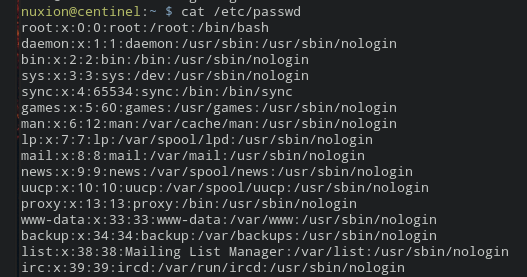 nuxion@centinel:~ $ cat /etc/passwd
root:x:0:0:root:/root:/bin/bash
daemon:x:1:1:daemon:/usr/sbin:/usr/sbin/nologin
bin:x:2:2:bin:/bin:/usr/sbin/nologin
sys:x:3:3:sys:/dev:/usr/sbin/nologin
sync:x:4:65534:sync:/bin:/bin/sync
games:x:5:60:games:/usr/games:/usr/sbin/nologin
man:x:6:12:man:/var/cache/man:/usr/sbin/nologin
lp:x:7:7:lp:/var/spool/lpd:/usr/sbin/nologin
mail:x:8:8:mail:/var/mail:/usr/sbin/nologin
news:x:9:9:news:/var/spool/news:/usr/sbin/nologin
uucp:x:10:10:uucp:/var/spool/uucp:/usr/sbin/nologin
proxy:x:13:13:proxy:/bin:/usr/sbin/nologin
www-data:x:33:33:www-data:/var/www:/usr/sbin/nologin
backup:x:34:34:backup:/var/backups:/usr/sbin/nologin
list:x:38:38:Mailing List Manager:/var/list:/usr/sbin/nologin
irc:x:39:39:ircd:/var/run/ircd:/usr/sbin/nologin